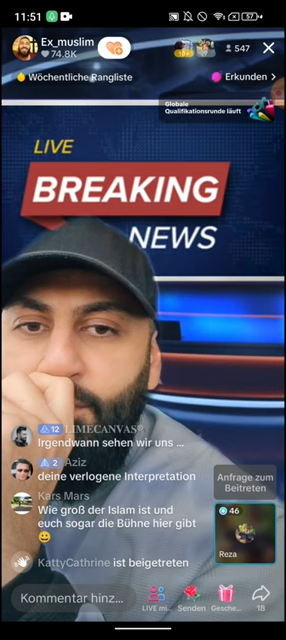 11:51
57
Ex_muslim
74.8K
547
Wöchentliche Rangliste
Erkunden >
Globale
Qualifikationsrunde läuft
LIVE
BREAKING
NEWS
12 LIMECANVAS®
Irgendwann sehen wir uns ...
2 Aziz
deine verlogene Interpretation
Kars Mars
Wie groß der Islam ist und
euch sogar die Bühne hier gibt
😀
Anfrage zum
Beitreten
46
Reza
KattyCathrine ist beigetreten
Kommentar hinz...
LIVE mi...
Senden
Gesche...
18